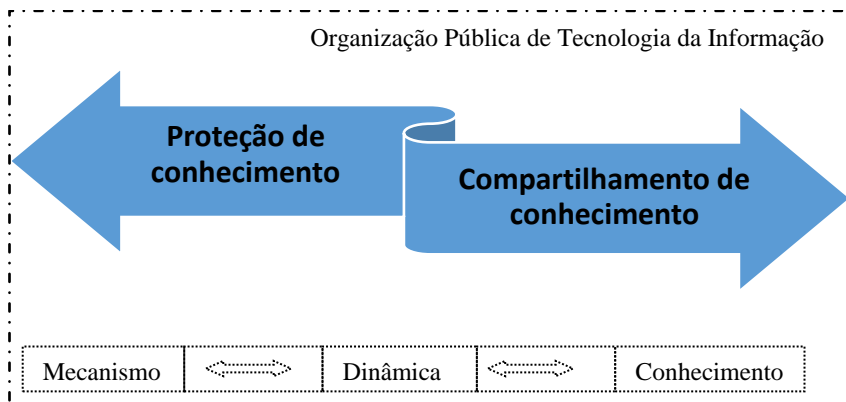 Organização Pública de Tecnologia da Informação
Proteção de
conhecimento
Compartilhamento de
conhecimento
Mecanismo
Dinâmica
Conhecimento